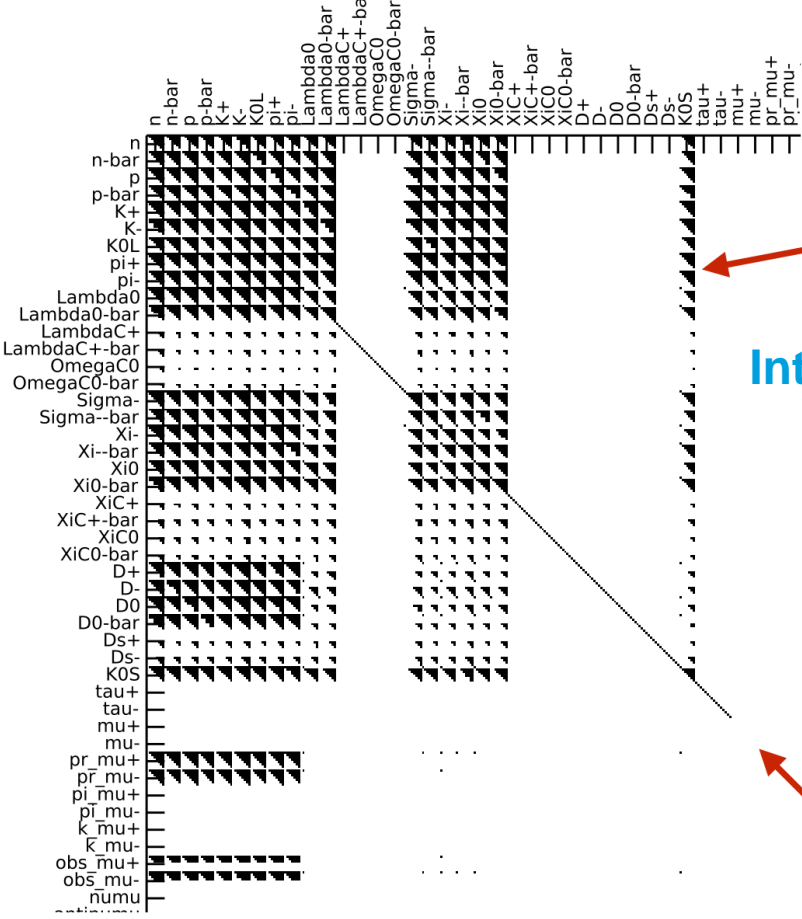 n
n-bar
p
p-bar
K+
K-
K0L
pi+
pi-
Lambda0
Lambda0-bar
LambdaC+
LambdaC+-ba
OmegaC0
OmegaC0-bar
Sigma-
Sigma--bar
Xi-
Xi--bar
Xi0
Xi0-bar
XiC+
XiC+-bar
XiC0
XiC0-bar
D+
D-
D0
D0-bar
Ds+
Ds-
K0S
tau+
tau-
mu+
mu-
pr_mu+
pr_mu-
pi_
n
n-bar
p
p-bar
K+
K-
K0L
pi+
pi-
Lambda0
Lambda0-bar
LambdaC+
LambdaC+-bar
OmegaC0
OmegaC0-bar
Sigma-
Sigma--bar
Xi-
Xi--bar
Xi0
Xi0-bar
XiC+
XiC+-bar
XiC0
XiC0-bar
D+
D-
D0
D0-bar
Ds+
Ds-
K0S
tau+
tau-
mu+
mu-
pr_mu+
pr_mu-
pi_mu+
pi_mu-
k_mu+
k_mu-
obs_mu+
obs_mu-
numu
Int